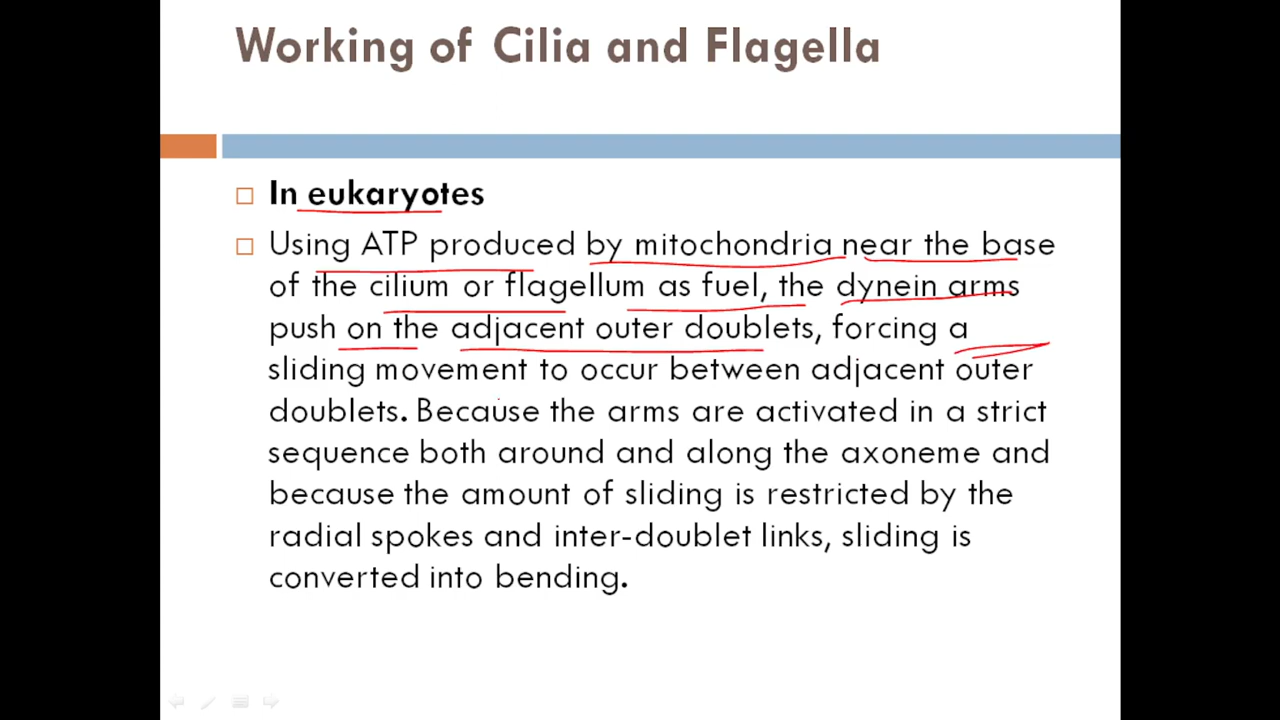 Working of Cilia and Flagella
In eukaryotes
Using ATP produced by mitochondria near the base
of the cilium or flagellum as fuel, the dynein arms
push on the adjacent outer doublets, forcing a
sliding movement to occur between adjacent outer
doublets. Because the arms are activated in a strict
sequence both around and along the axoneme and
because the amount of sliding is restricted by the
radial spokes and inter-doublet links, sliding is
converted into bending.